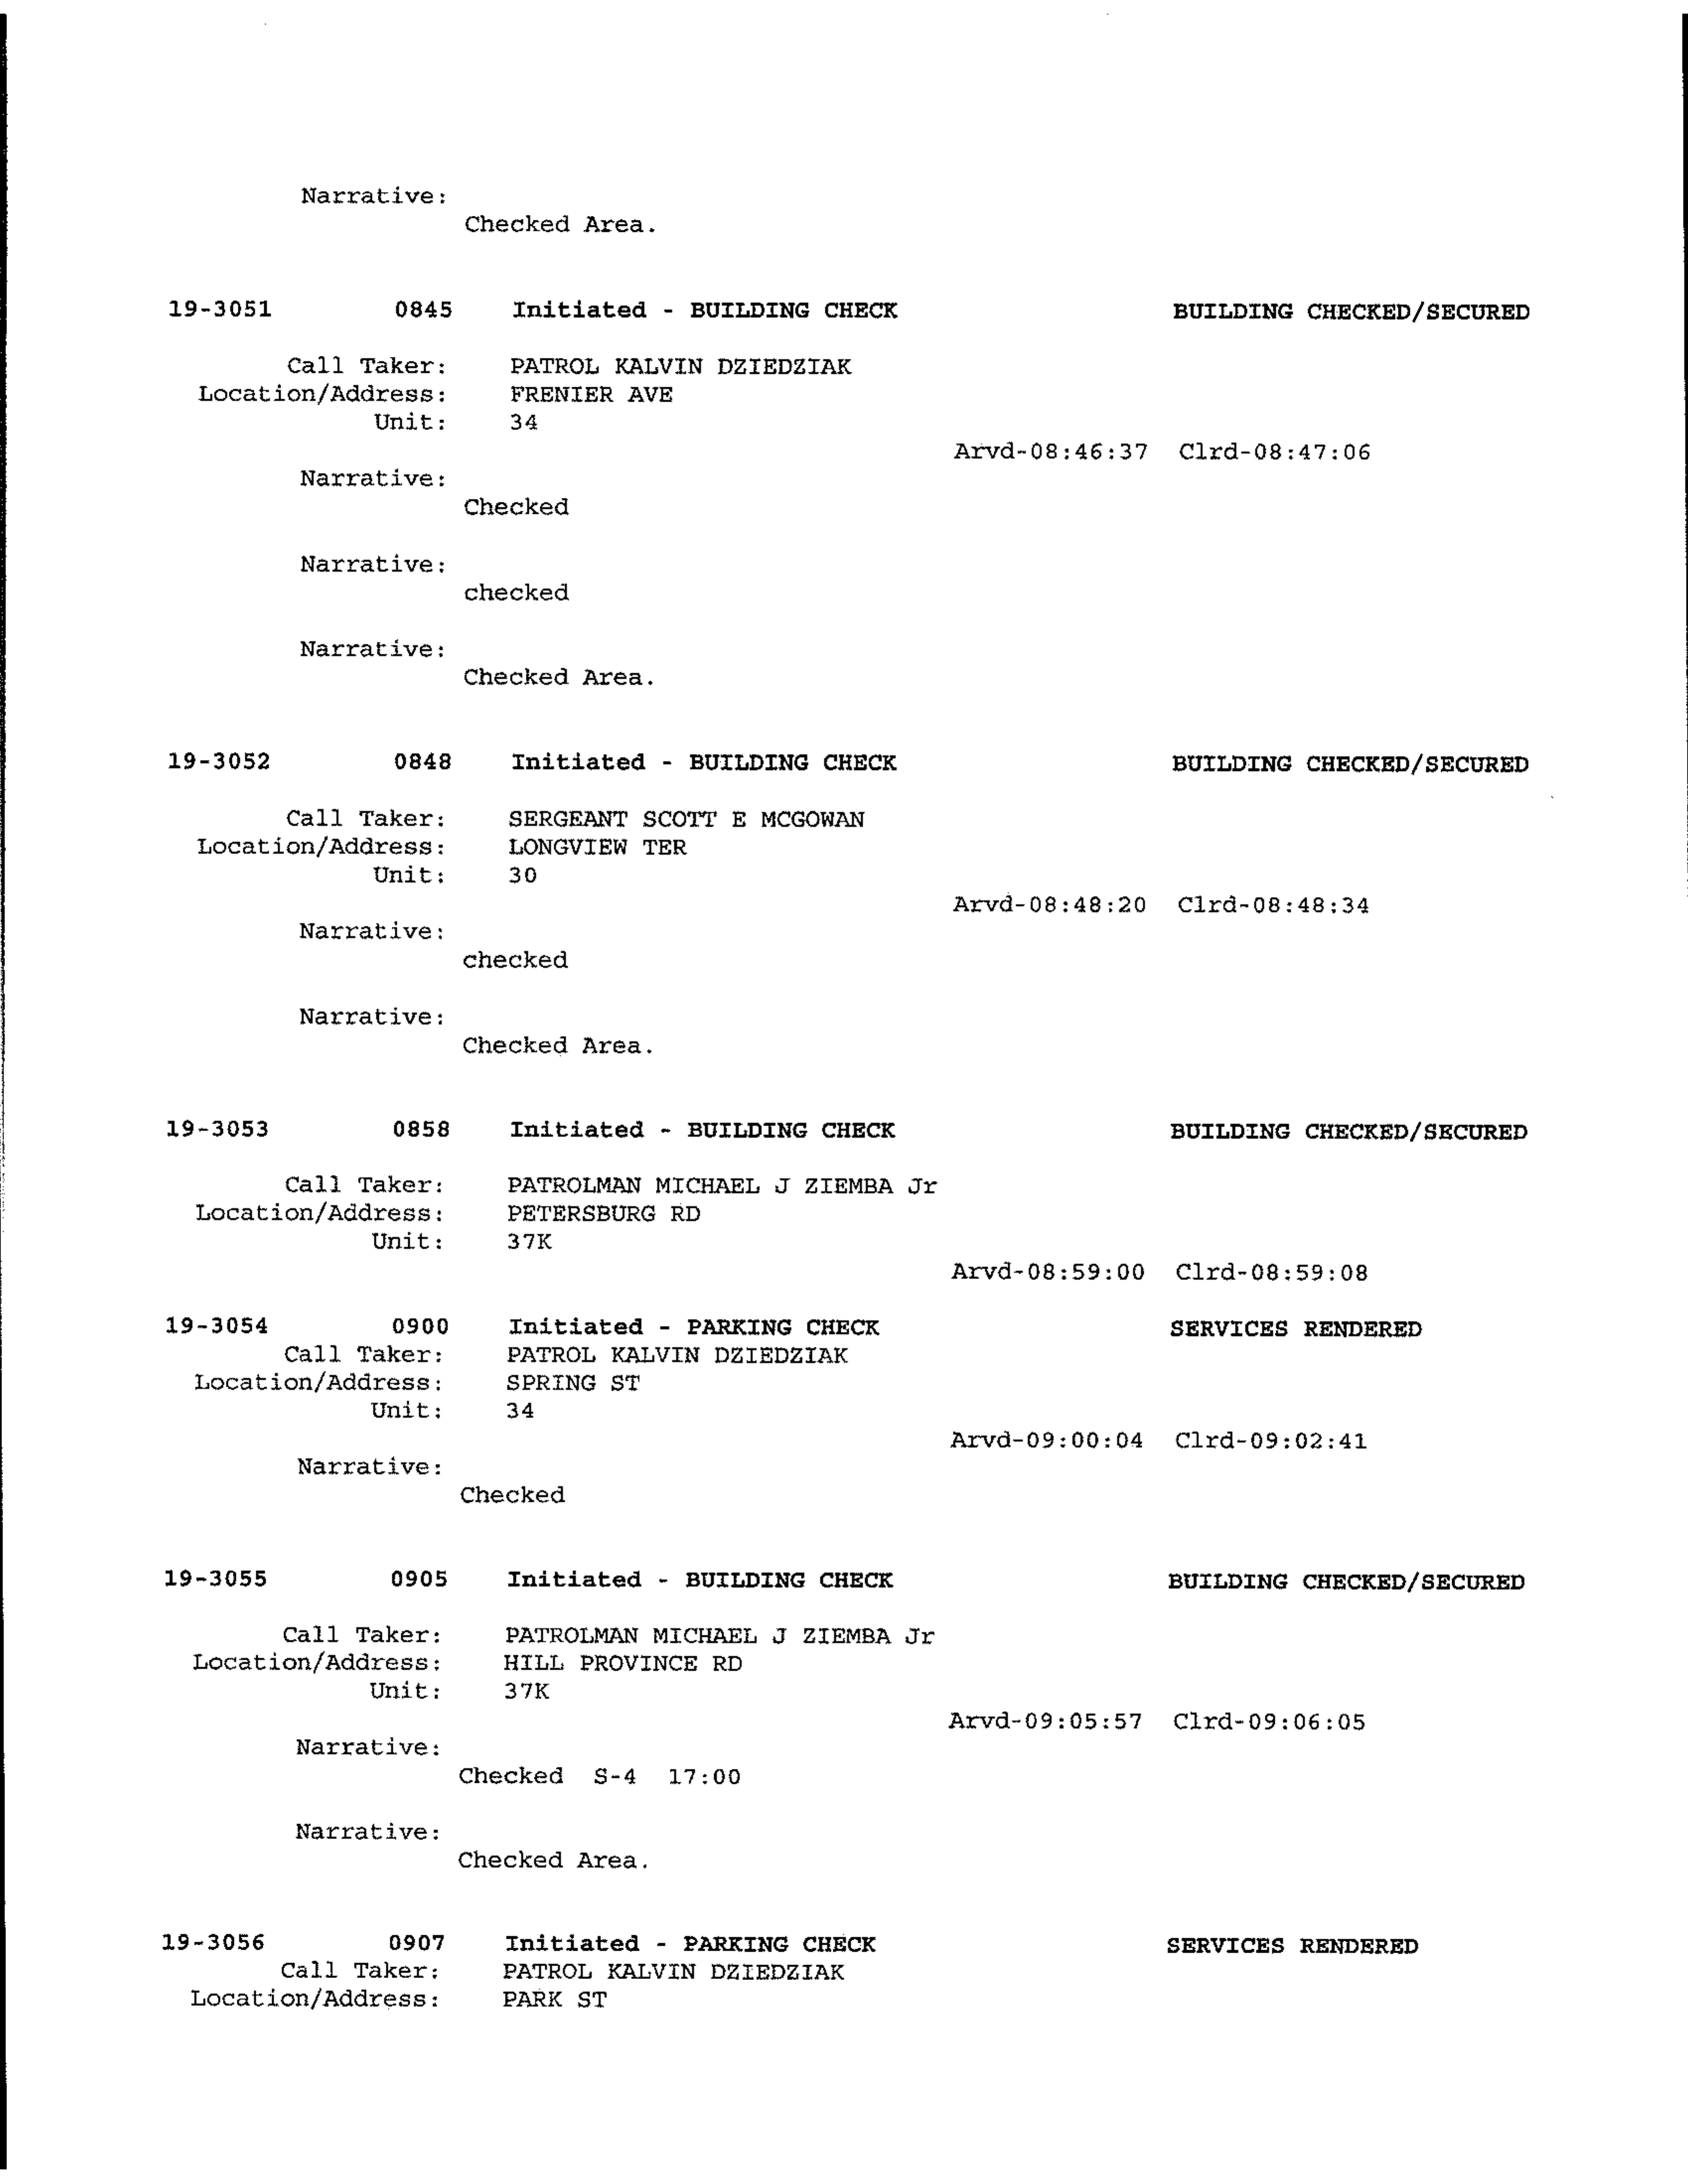 Narrative:
Checked Area.
19-3051 0845 Initiated - BUILDING CHECK BUILDING CHECKED/SECURED
Call Taker: PATROL KALVIN DZIEDZIAK
Location/Address: FRENIER AVE
Unit: 34
Arvd-08:46:37 Clrd-08:47:06
Narrative:
Checked
Narrative:
checked
Narrative:
Checked Area.
19-3052 0848 Initiated - BUILDING CHECK BUILDING CHECKED/SECURED
Call Taker: SERGEANT SCOTT E MCGOWAN
Location/Address: LONGVIEW TER
Unit: 30
Arvd-08:48:20 Clrd-08:48:34
Narrative:
checked
Narrative:
Checked Area.
19-3053 0858 Initiated - BUILDING CHECK BUILDING CHECKED/SECURED
Call Taker: PATROLMAN MICHAEL J ZIEMBA Jr
Location/Address: PETERSBURG RD
Unit: 37K
Arvd-08:59:00 Clrd-08:59:08
19-3054 0900 Initiated - PARKING CHECK SERVICES RENDERED
Call Taker: PATROL KALVIN DZIEDZIAK
Location/Address: SPRING ST
Unit: 34
Arvd-09:00:04 Clrd-09:02:41
Narrative:
Checked
19-3055 0905 Initiated - BUILDING CHECK BUILDING CHECKED/SECURED
Call Taker: PATROLMAN MICHAEL J ZIEMBA Jr
Location/Address: HILL PROVINCE RD
Unit: 37K
Arvd-09:05:57 Clrd-09:06:05
Narrative:
Checked S-4 17:00
Narrative:
Checked Area.
19-3056 0907 Initiated - PARKING CHECK SERVICES RENDERED
Call Taker: PATROL KALVIN DZIEDZIAK
Location/Address: PARK ST